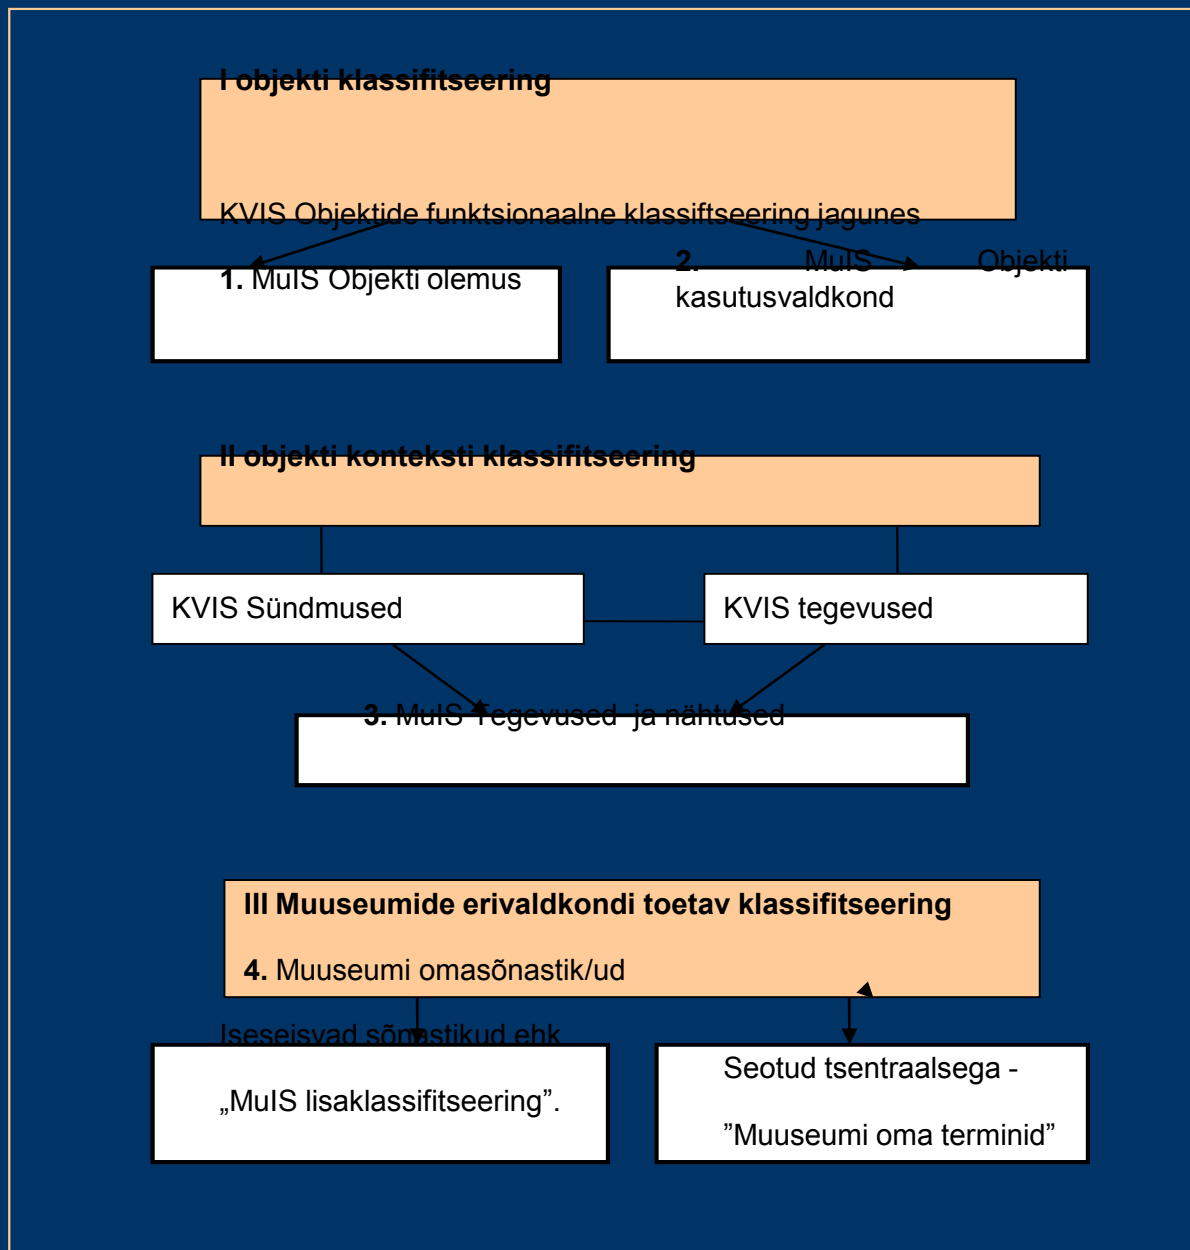 I objekti klassifitseering
KVIS Objektide funktsionaalne klassiftseering jagunes
1. MuIS Objekti olemus
2. MuIS Objekti
kasutusvaldkond
II objekti konteksti klassifitseering
KVIS Sündmused
KVIS tegevused
3. MuIS Tegevused ja nähtused
III Muuseumide erivaldkondi toetav klassifitseering
4. Muuseumi omasõnastik/ud
Iseseisvad sõnastikud ehk
„MuIS lisaklassifitseering”.
Seotud tsentraalsega -
”Muuseumi oma terminid”